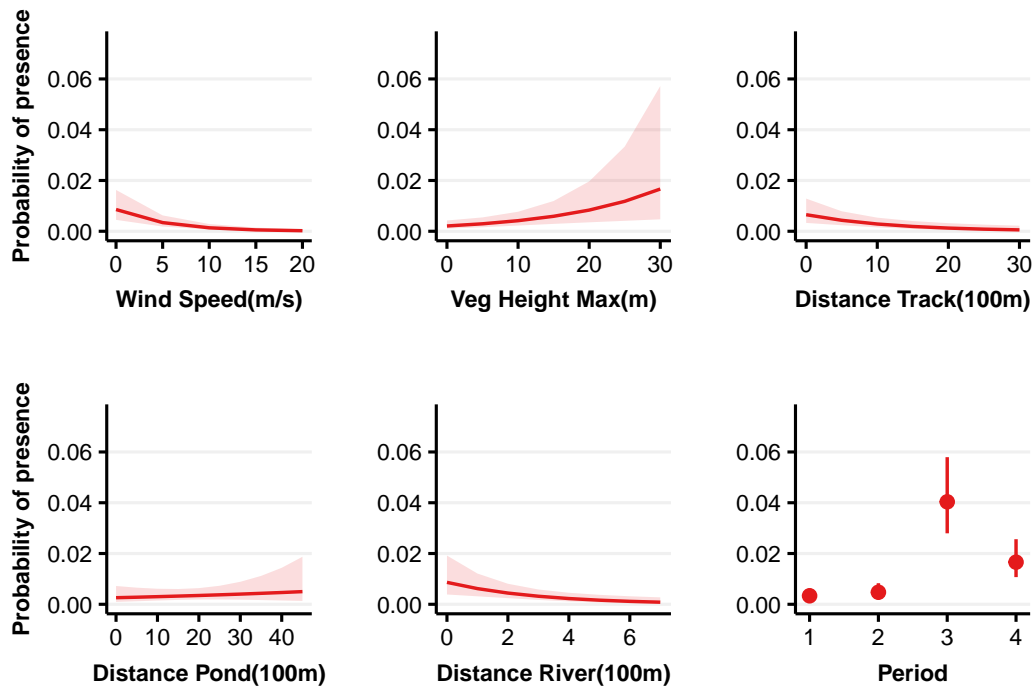 Probability of presence
0.06
0.04
0.02
0.00
0 5 10 15 20
Wind Speed(m/s)
0.06
0.04
0.02
0.00
0 10 20 30
Veg Height Max(m)
0.06
0.04
0.02
0.00
0 10 20 30
Distance Track(100m)
Probability of presence
0.06
0.04
0.02
0.00
0 10 20 30 40
Distance Pond(100m)
0.06
0.04
0.02
0.00
0 2 4 6
Distance River(100m)
0.06
0.04
0.02
0.00
1 2 3 4
Period